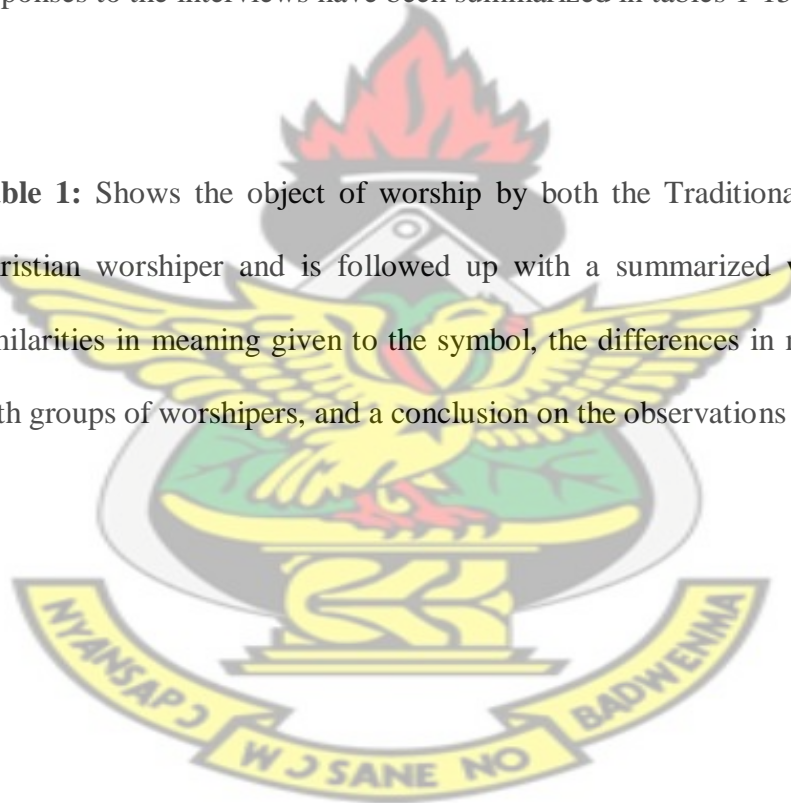 ponses to the interviews have been summarized in tables 1-13
ble 1: Shows the object of worship by both the Traditiona
ristian worshiper and is followed up with a summarized v
milarities in meaning given to the symbol, the differences in r
th groups of worshipers, and a conclusion on the observations
NYANSAPƆ WƆSANE NO BADWENMA